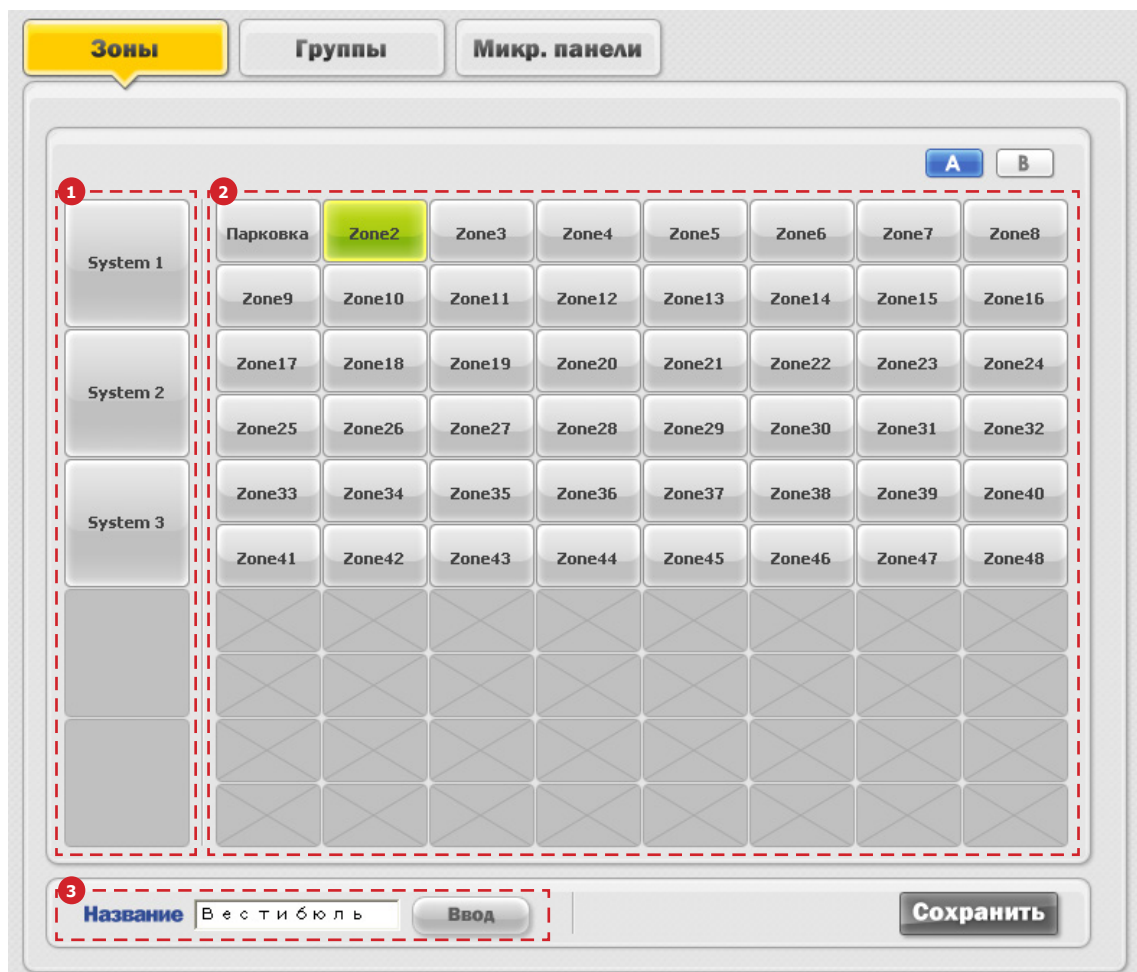 Зоны Группы Микр. панели
A B
1 2
System 1
System 2
System 3
Парковка Zone2 Zone3 Zone4 Zone5 Zone6 Zone7 Zone8
Zone9 Zone10 Zone11 Zone12 Zone13 Zone14 Zone15 Zone16
Zone17 Zone18 Zone19 Zone20 Zone21 Zone22 Zone23 Zone24
Zone25 Zone26 Zone27 Zone28 Zone29 Zone30 Zone31 Zone32
Zone33 Zone34 Zone35 Zone36 Zone37 Zone38 Zone39 Zone40
Zone41 Zone42 Zone43 Zone44 Zone45 Zone46 Zone47 Zone48
3
Название Вестибюль Ввод Сохранить